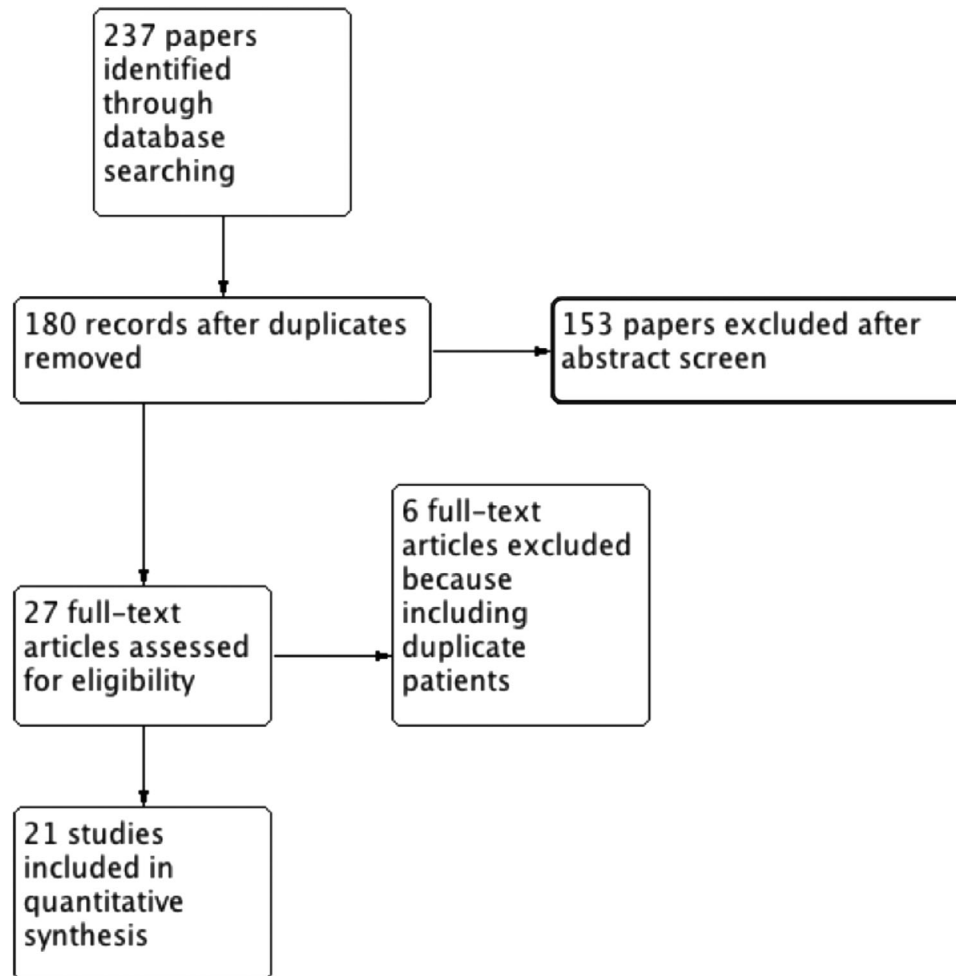 237 papers
identified
through
database
searching
180 records after duplicates
removed
153 papers excluded after
abstract screen
6 full-text
articles excluded
because
including
duplicate
patients
27 full-text
articles assessed
for eligibility
21 studies
included in
quantitative
synthesis